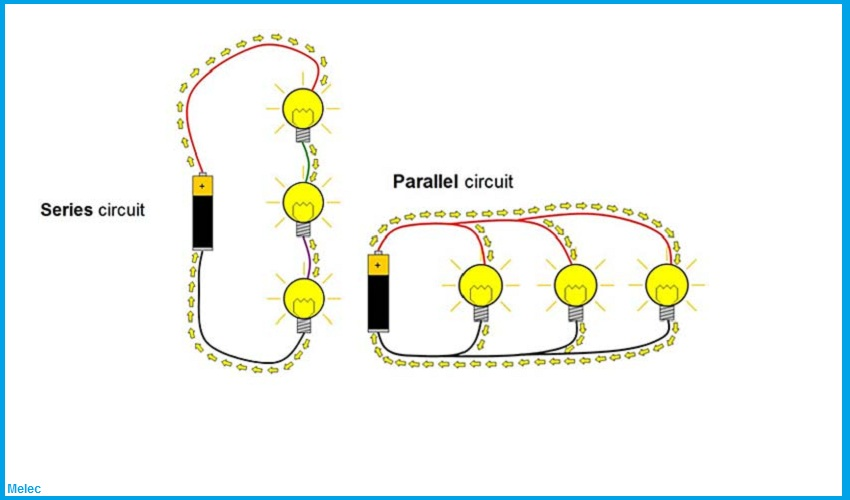 Series circuit
+
Parallel circuit
+
Melec